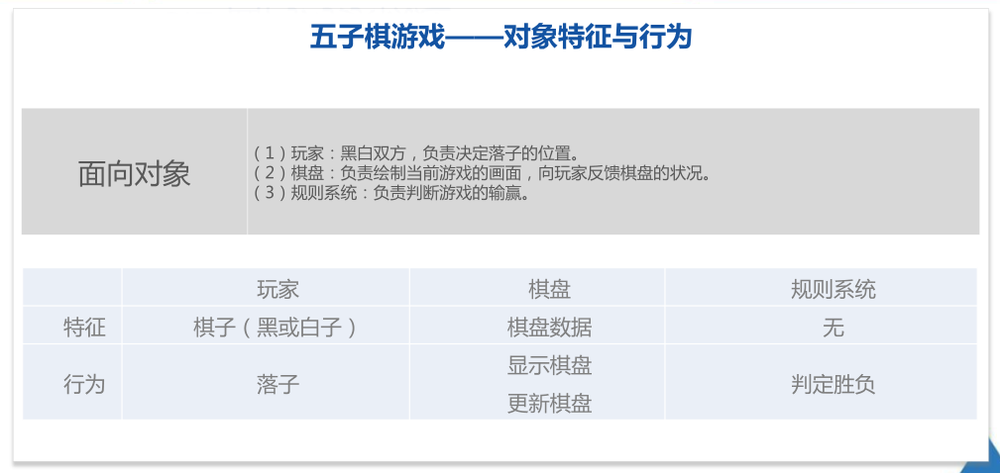 五子棋游戏——对象特征与行为
面向对象
（1）玩家：黑白双方，负责决定落子的位置。
（2）棋盘：负责绘制当前游戏的画面，向玩家反馈棋盘的状况。
（3）规则系统：负责判断游戏的输赢。
玩家 棋盘 规则系统
特征 棋子（黑或白子） 棋盘数据 无
行为 落子 显示棋盘 更新棋盘 判定胜负